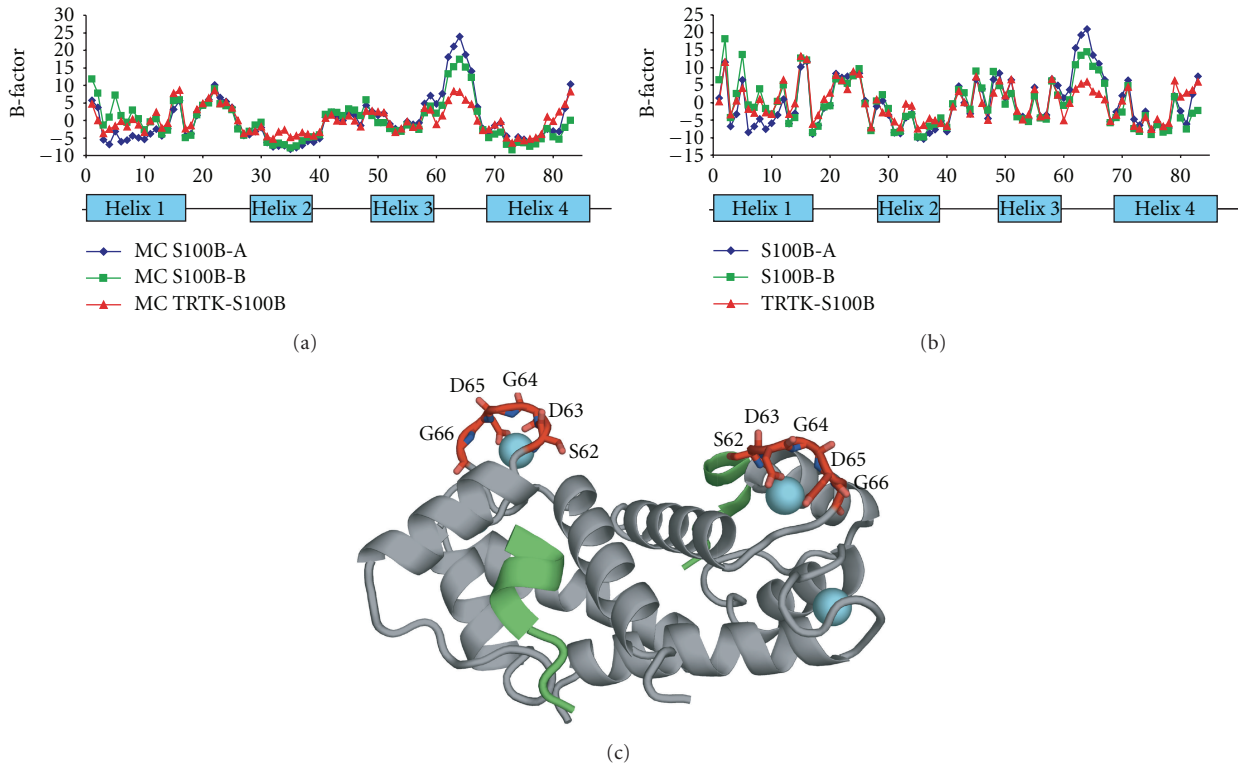 B-factor
30
25
20
15
10
5
0
−5
−10
0 10 20 30 40 50 60 70 80
Helix 1 Helix 2 Helix 3 Helix 4
MC S100B-A
MC S100B-B
MC TRTK-S100B
(a)
B-factor
25
20
15
10
5
0
−5
−10
−15
0 10 20 30 40 50 60 70 80
Helix 1 Helix 2 Helix 3 Helix 4
S100B-A
S100B-B
TRTK-S100B
(b)
D65 G64
D63
G66
S62
D63
G64
S62
D65
G66
(c)